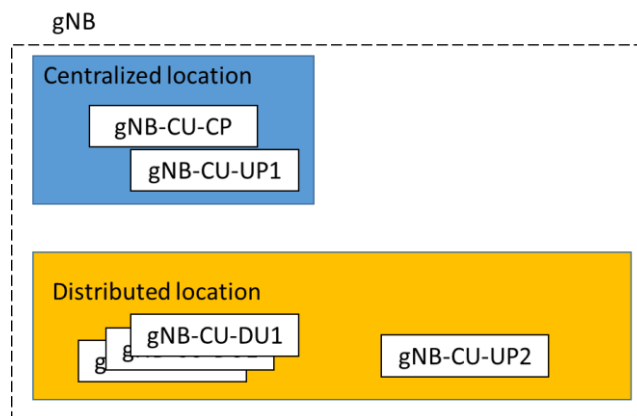 gNB
Centralized location
gNB-CU-CP
gNB-CU-UP1
Distributed location
gNB-CU-DU1
gNB-CU-UP2